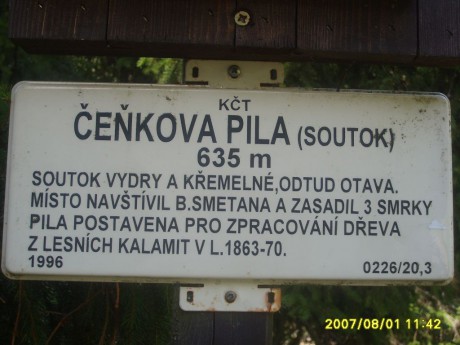 KČT
ČEŇKOVA PILA (SOUTOK)
635 m
SOUTOK VYDRY A KŘEMELNÉ,ODTUD OTAVA.
MÍSTO NAVŠTÍVIL B.SMETANA A ZASADIL 3 SMRKY
PILA POSTAVENA PRO ZPRACOVÁNÍ DŘEVA
Z LESNÍCH KALAMIT V L.1863-70.
1996 0226/20,3
2007/08/01 11:42